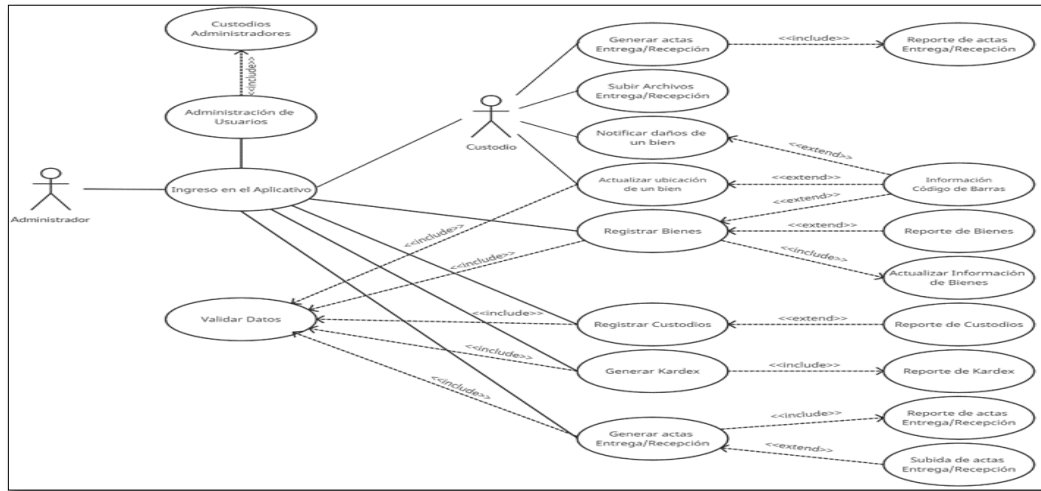 Custodios
Administradores
<<include>>
Administración de
Usuarios
Ingreso en el Aplicativo
Administrador
Validar Datos
Custodio
Generar actas
Entrega/Recepción
<<include>>
Reporte de actas
Entrega/Recepción
Subir Archivos
Entrega/Recepción
Notificar daños de
un bien
<<extend>>
Actualizar ubicación
de un bien
<<extend>>
Información
Código de Barras
<<extend>>
<<include>>
Registrar Bienes
<<extend>>
Reporte de Bienes
<<include>>
<<include>>
Actualizar Información
de Bienes
<<include>>
Registrar Custodios
<<extend>>
Reporte de Custodios
<<include>>
Generar Kardex
<<include>>
Reporte de Kardex
<<include>>
Generar actas
Entrega/Recepción
<<include>>
Reporte de actas
Entrega/Recepción
<<extend>>
Subida de actas
Entrega/Recepción